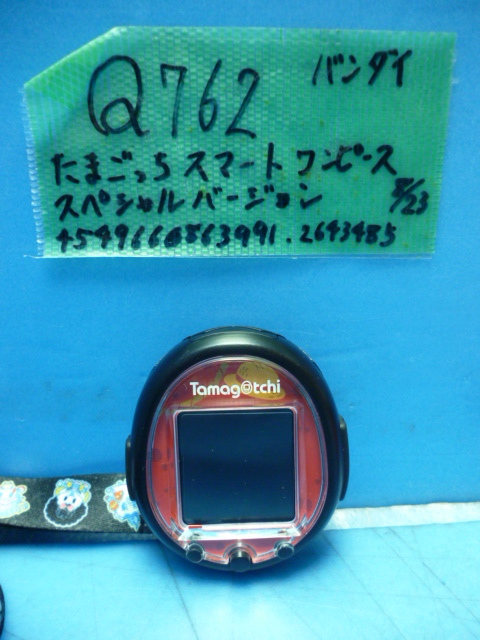 Q762 バンダイ
たまごっち スマート ワンピース
スペシャルバージョン 8/23
4549660863991.2643485
Tamagotchi